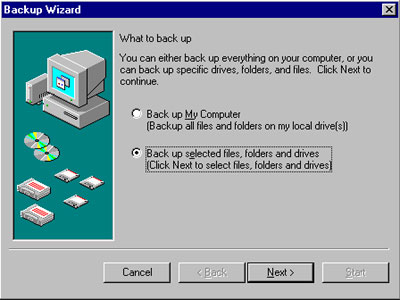 Backup Wizard
What to back up
You can either back up everything on your computer, or you
can back up specific drives, folders, and files. Click Next to
continue.
Back up My Computer
(Backup all files and folders on my local drive(s))
Back up selected files, folders and drives
(Click Next to select files, folders and drives)
Cancel
< Back
Next >
Start